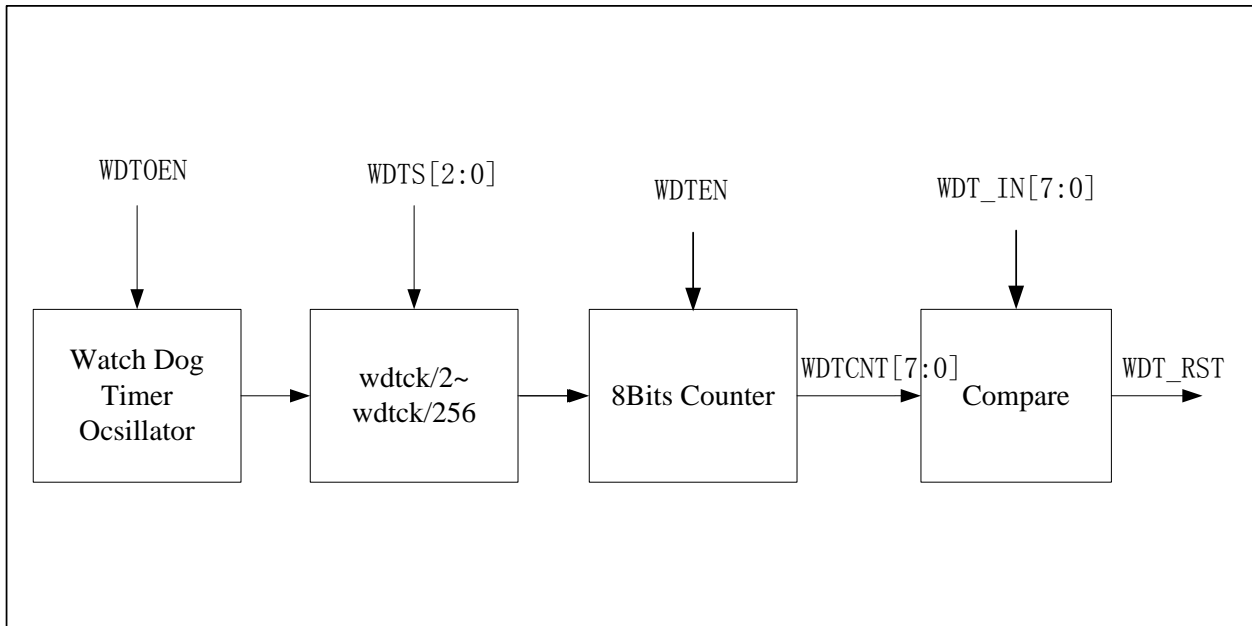 WDTOEN
WDTS[2:0]
WDTEN
WDT_IN[7:0]
Watch Dog
Timer
Ocsillator
wdtck/2~
wdtck/256
8Bits Counter
WDTCNT[7:0]
Compare
WDT_RST